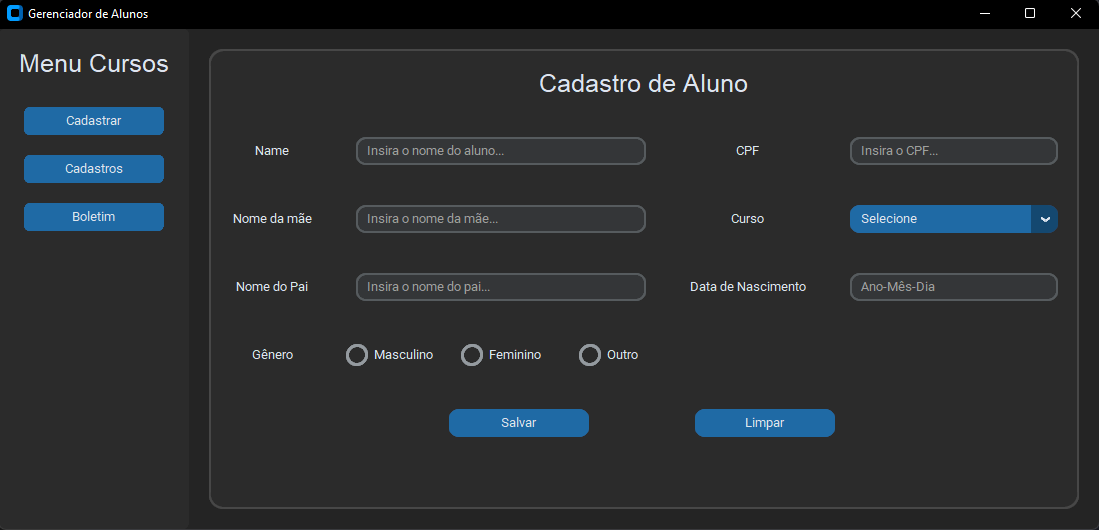 Gerenciador de Alunos
Menu Cursos
Cadastrar
Cadastros
Boletim
Cadastro de Aluno
Name
Insira o nome do aluno...
CPF
Insira o CPF...
Nome da mãe
Insira o nome da mãe...
Curso
Selecione
Nome do Pai
Insira o nome do pai...
Data de Nascimento
Ano-Mês-Dia
Gênero
Masculino
Feminino
Outro
Salvar
Limpar